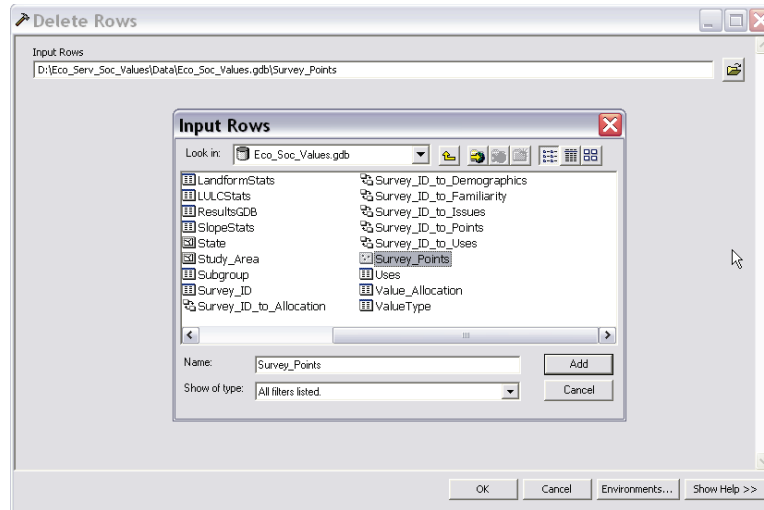 Delete Rows
Input Rows
D:\Eco_Serv_Soc_Values\Data\Eco_Soc_Values.gdb\Survey_Points
Input Rows
Look in: Eco_Soc_Values.gdb
LandformStats
LULCStats
ResultsGDB
SlopeStats
State
Study_Area
Subgroup
Survey_ID
Survey_ID_to_Allocation
Survey_ID_to_Demographics
Survey_ID_to_Familiarity
Survey_ID_to_Issues
Survey_ID_to_Points
Survey_ID_to_Uses
Survey_Points
Uses
Value_Allocation
ValueType
Name: Survey_Points Add
Show of type: All filters listed. Cancel
OK Cancel Environments... Show Help >>